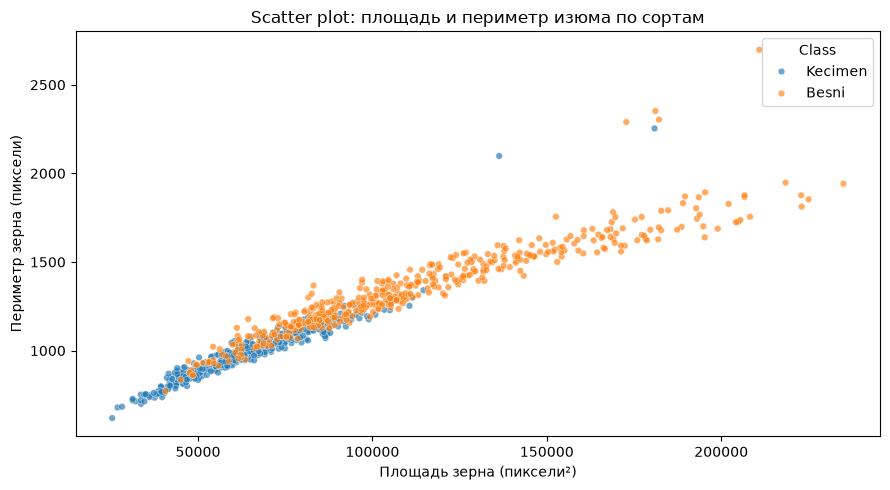 Scatter plot: площадь и периметр изюма по сортам
Class
Kecimen
Besni
Периметр зерна (пиксели)
2500
2000
1500
1000
50000
100000
150000
200000
Площадь зерна (пиксели²)